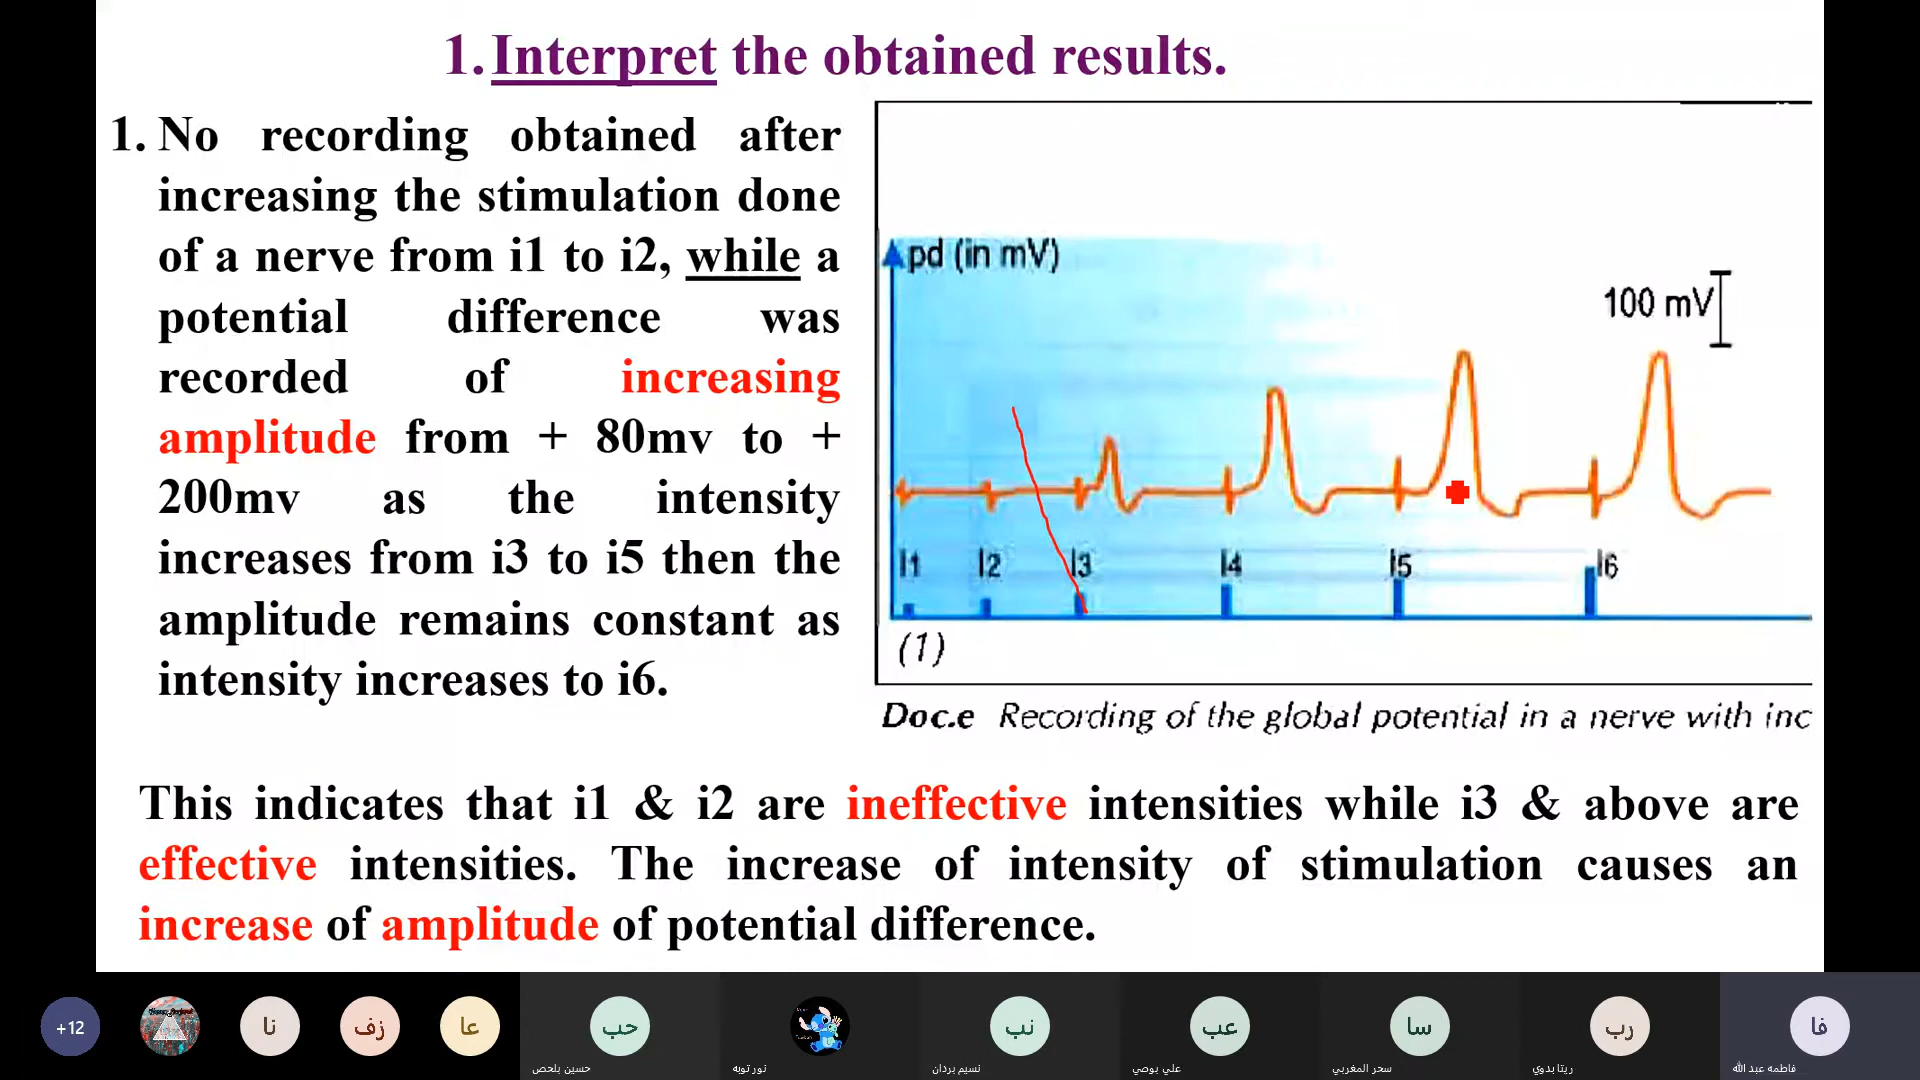 1. Interpret the obtained results.
1. No recording obtained after
increasing the stimulation done
of a nerve from i1 to i2, while a
potential difference was
recorded of increasing
amplitude from + 80mv to +
200mv as the intensity
increases from i3 to i5 then the
amplitude remains constant as
intensity increases to i6.
pd (in mV)
100 mV
I1 I2 I3 I4 I5 I6
(1)
Doc.e Recording of the global potential in a nerve with inc
This indicates that i1 & i2 are ineffective intensities while i3 & above are
effective intensities. The increase of intensity of stimulation causes an
increase of amplitude of potential difference.
+12 نا زف عا حب نب عب سا رب فا
حسين بلحص نور توبه نسيم بردان علي بوصي سحر المغربي ريتا بدوي فاطمه عبد الله